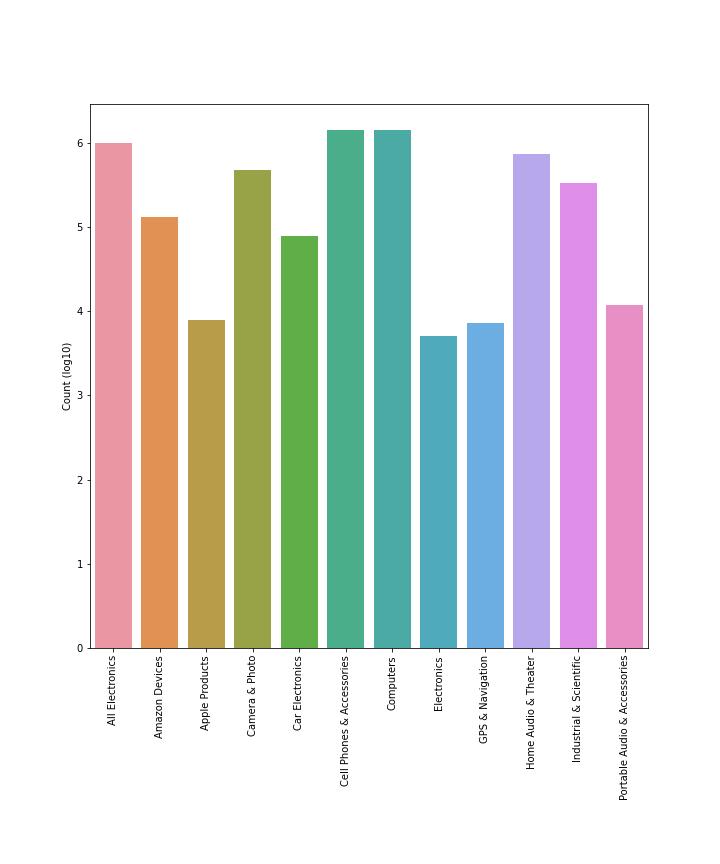 6
5
4
3
2
1
0
Count (log10)
All Electronics
Amazon Devices
Apple Products
Camera & Photo
Car Electronics
Cell Phones & Accessories
Computers
Electronics
GPS & Navigation
Home Audio & Theater
Industrial & Scientific
Portable Audio & Accessories